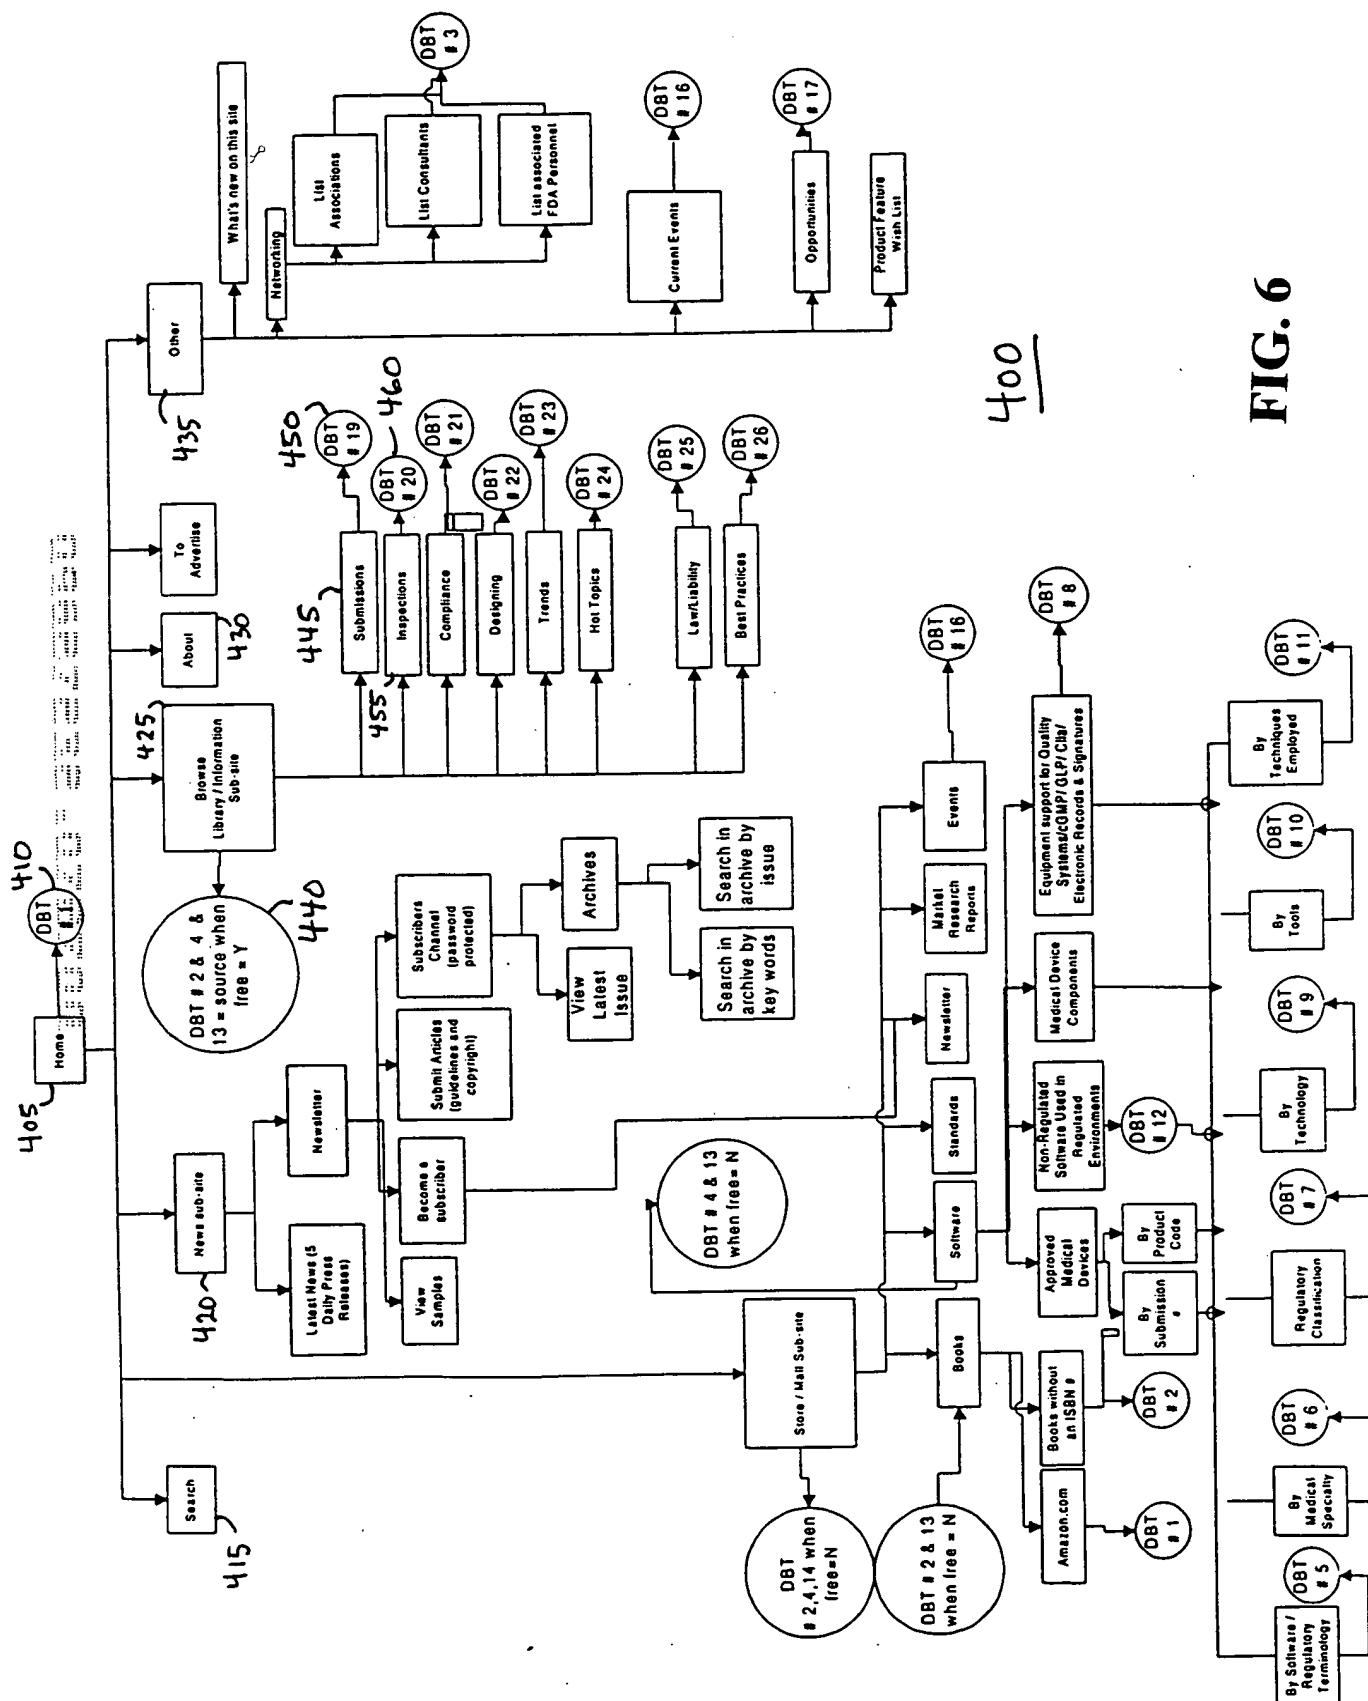 405
Home
DBT
# 1
410
Search
415
News sub-site
420
Latest News (5
Daily Press
Releases)
Newsletter
View
Samples
Become a
subscriber
Submit Articles
(guidelines and
copyright)
Subscribers
Channel
(password
protected)
View
Latest
Issue
Archives
Search in
archive by
key words
Search in
archive by
issue
Browse
Library / Information
Sub-site
425
DBT # 2 & 4 &
13 = source when
free = Y
440
About
430
To
Advertise
Other
435
445
Submissions
DBT
# 19
450
455
Inspections
DBT
# 20
460
Compliance
DBT
# 21
Designing
DBT
# 22
Trends
DBT
# 23
Hot Topics
DBT
# 24
Law/Liability
DBT
# 25
Best Practices
DBT
# 26
What's new on this site
Networking
List
Associations
List Consultants
List associated
FDA Personnel
DBT
# 3
Current Events
DBT
# 16
Opportunities
DBT
# 17
Product Feature
Wish List
Store / Mall Sub-site
DBT
# 2,4,14 when
free=N
DBT # 2 & 13
when free = N
DBT # 4 & 13
when free= N
Books
Software
Standards
Newsletter
Market
Research
Reports
Events
DBT
# 16
Amazon.com
DBT
# 1
Books without
an ISBN #
DBT
# 2
Approved
Medical
Devices
By
Submission
#
By
Product
Code
Non-Regulated
Software Used in
Regulated
Environments
DBT
# 12
Medical Device
Components
Equipment support for Quality
Systems/cGMP/ GLP/ Clia/
Electronic Records & Signatures
DBT
# 8
By Software /
Regulatory
Terminology
DBT
# 5
By
Medical
Specialty
DBT
# 6
Regulatory
Classification
DBT
# 7
By
Technology
DBT
# 9
By
Tools
DBT
# 10
By
Techniques
Employed
DBT
# 11
400
FIG. 6